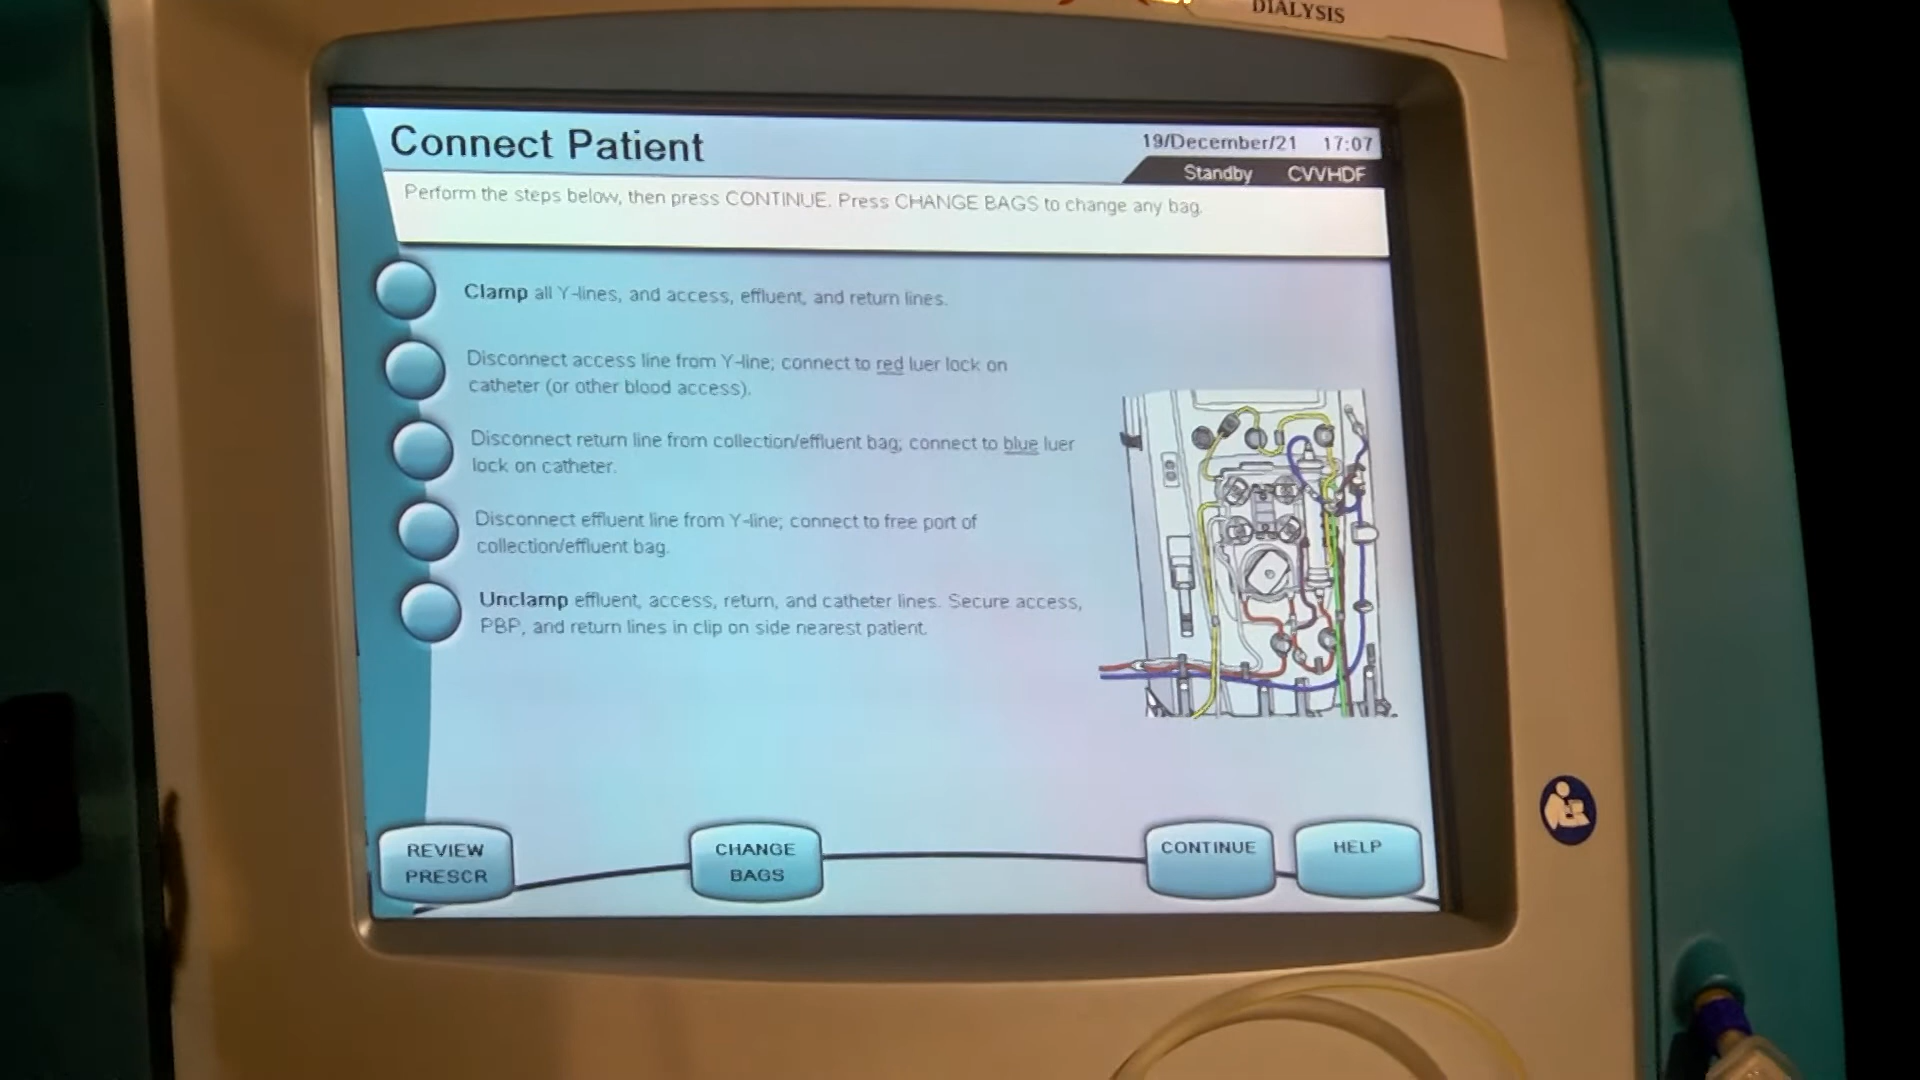 DIALYSIS
Connect Patient
19/December/21 17:07
Standby CVVHDF
Perform the steps below, then press CONTINUE. Press CHANGE BAGS to change any bag.
Clamp all Y-lines, and access, effluent, and return lines.
Disconnect access line from Y-line; connect to red luer lock on
catheter (or other blood access).
Disconnect return line from collection/effluent bag; connect to blue luer
lock on catheter.
Disconnect effluent line from Y-line; connect to free port of
collection/effluent bag.
Unclamp effluent, access, return, and catheter lines. Secure access,
PBP, and return lines in clip on side nearest patient.
REVIEW
PRESCR
CHANGE
BAGS
CONTINUE
HELP